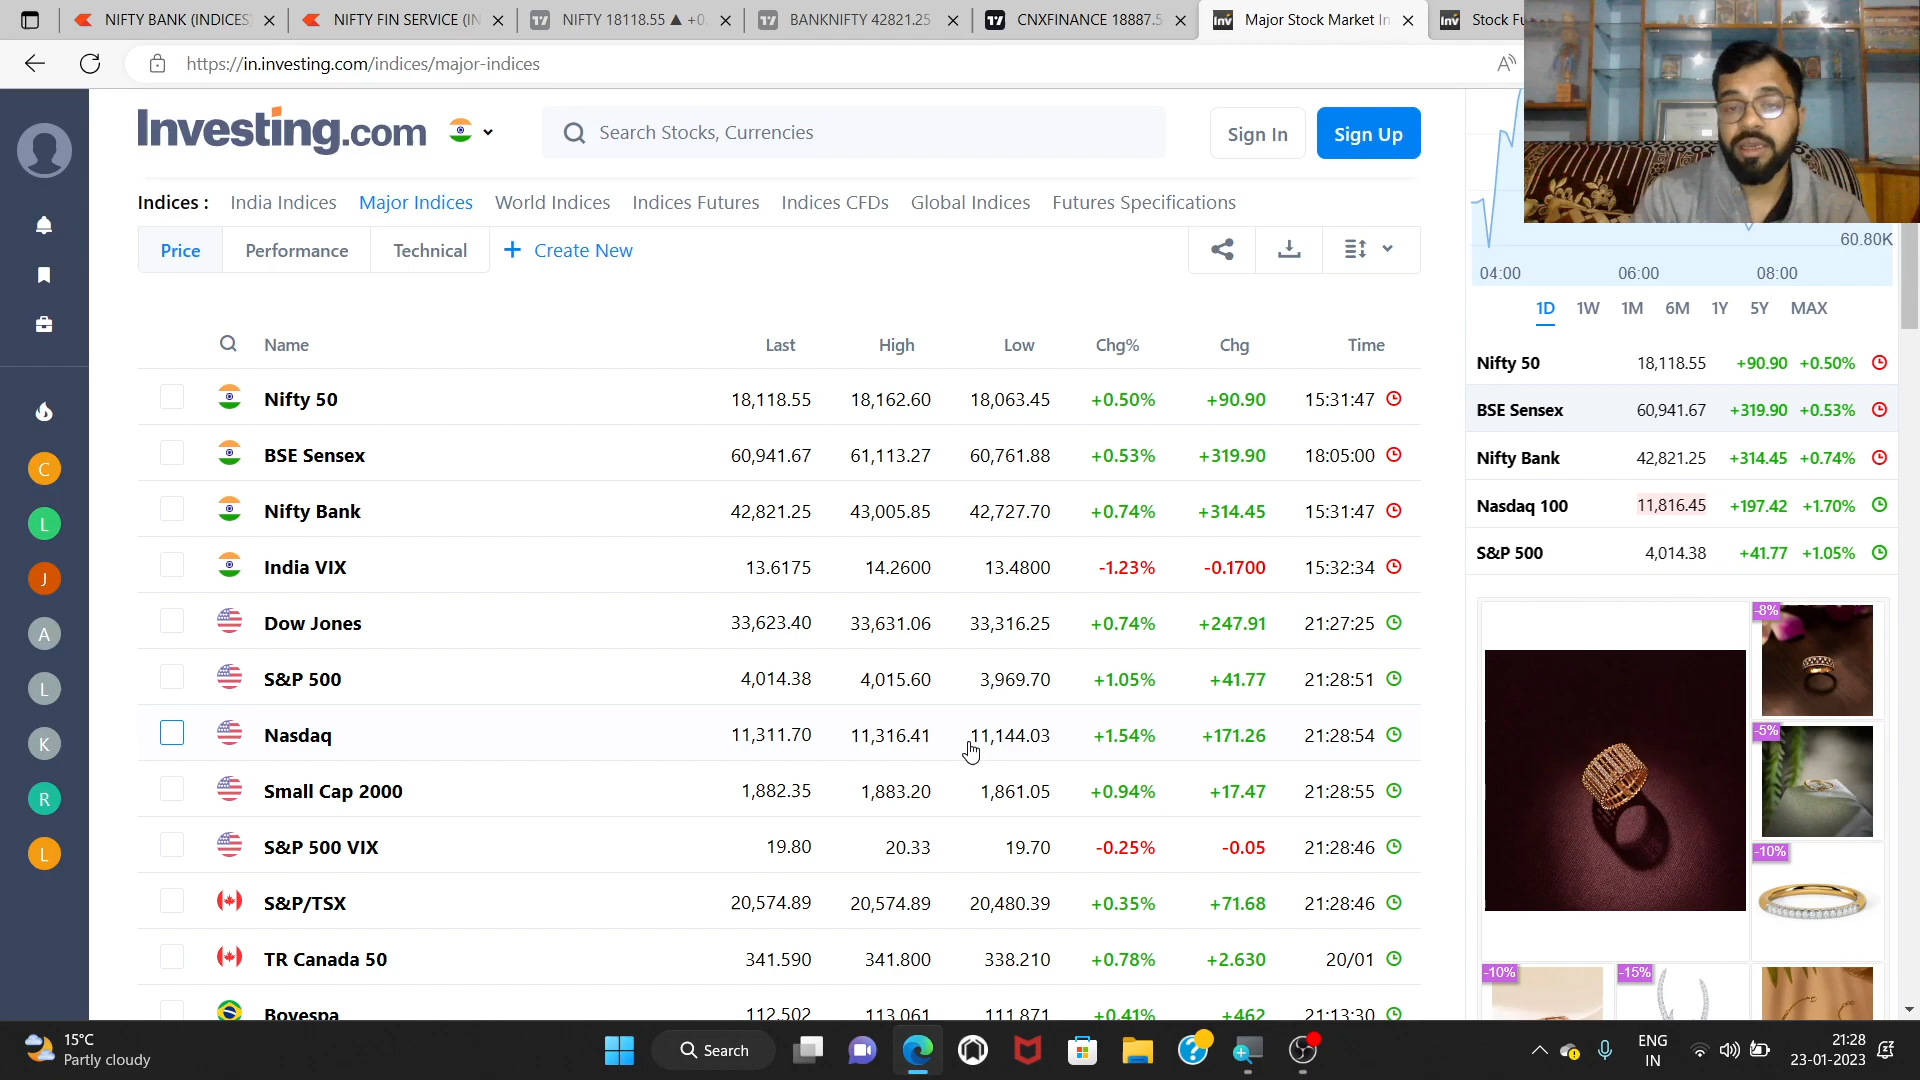 NIFTY BANK (INDICES)
NIFTY FIN SERVICE (IN
NIFTY 18118.55 ▲ +0.
BANKNIFTY 42821.25
CNXFINANCE 18887.5
Major Stock Market In
Stock Fu
https://in.investing.com/indices/major-indices
Investing.com
Search Stocks, Currencies
Sign In
Sign Up
Indices : India Indices Major Indices World Indices Indices Futures Indices CFDs Global Indices Futures Specifications
Price Performance Technical + Create New
Name Last High Low Chg% Chg Time
Nifty 50 18,118.55 18,162.60 18,063.45 +0.50% +90.90 15:31:47
BSE Sensex 60,941.67 61,113.27 60,761.88 +0.53% +319.90 18:05:00
Nifty Bank 42,821.25 43,005.85 42,727.70 +0.74% +314.45 15:31:47
India VIX 13.6175 14.2600 13.4800 -1.23% -0.1700 15:32:34
Dow Jones 33,623.40 33,631.06 33,316.25 +0.74% +247.91 21:27:25
S&P 500 4,014.38 4,015.60 3,969.70 +1.05% +41.77 21:28:51
Nasdaq 11,311.70 11,316.41 11,144.03 +1.54% +171.26 21:28:54
Small Cap 2000 1,882.35 1,883.20 1,861.05 +0.94% +17.47 21:28:55
S&P 500 VIX 19.80 20.33 19.70 -0.25% -0.05 21:28:46
S&P/TSX 20,574.89 20,574.89 20,480.39 +0.35% +71.68 21:28:46
TR Canada 50 341.590 341.800 338.210 +0.78% +2.630 20/01
Bovespa 112,502 113,061 111,871 +0.41% +462 21:13:30
C
L
J
A
L
K
R
L
60.80K
04:00 06:00 08:00
1D 1W 1M 6M 1Y 5Y MAX
Nifty 50 18,118.55 +90.90 +0.50%
BSE Sensex 60,941.67 +319.90 +0.53%
Nifty Bank 42,821.25 +314.45 +0.74%
Nasdaq 100 11,816.45 +197.42 +1.70%
S&P 500 4,014.38 +41.77 +1.05%
-8%
-5%
-10%
-10%
-15%
15°C
Partly cloudy
Search
ENG
IN
21:28
23-01-2023